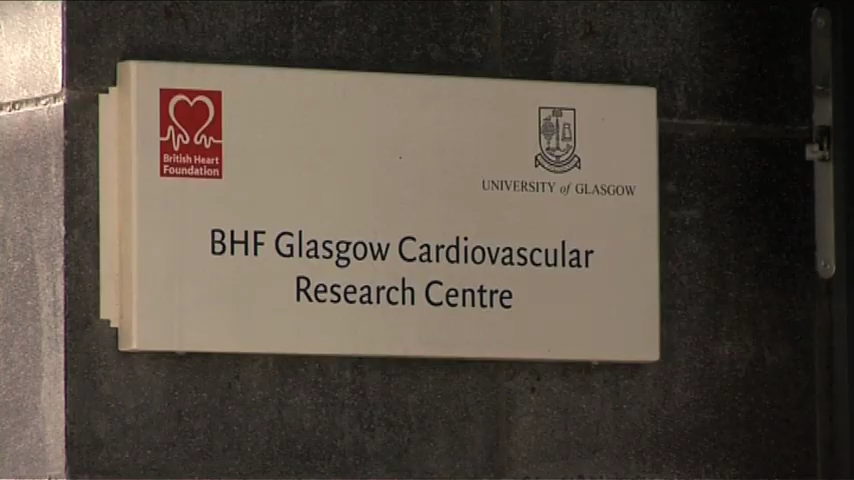 British Heart
Foundation
UNIVERSITY of GLASGOW
BHF Glasgow Cardiovascular
Research Centre